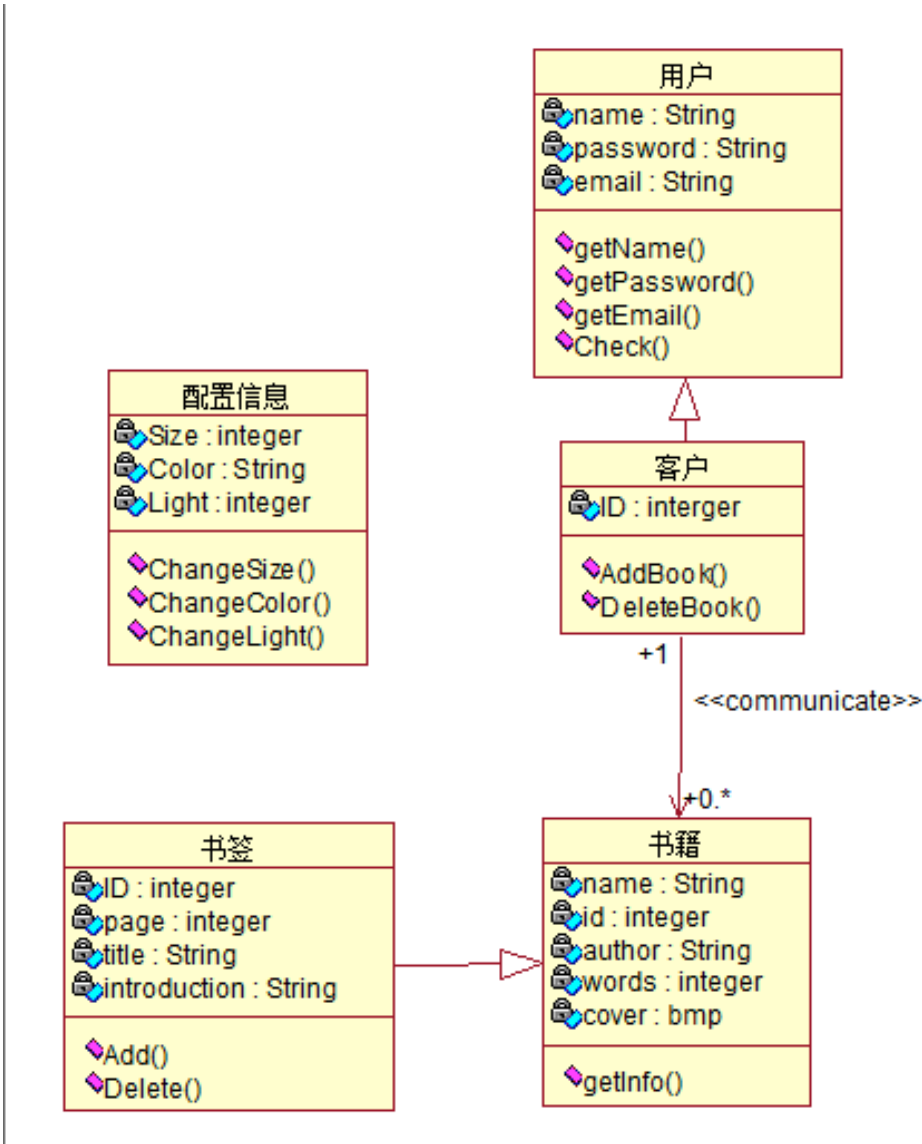 用户
name : String
password : String
email : String
getName()
getPassword()
getEmail()
Check()
配置信息
Size : integer
Color : String
Light : integer
ChangeSize()
ChangeColor()
ChangeLight()
客户
ID : interger
AddBook()
DeleteBook()
+1
<<communicate>>
+0.*
书签
ID : integer
page : integer
title : String
introduction : String
Add()
Delete()
书籍
name : String
id : integer
author : String
words : integer
cover : bmp
getInfo()